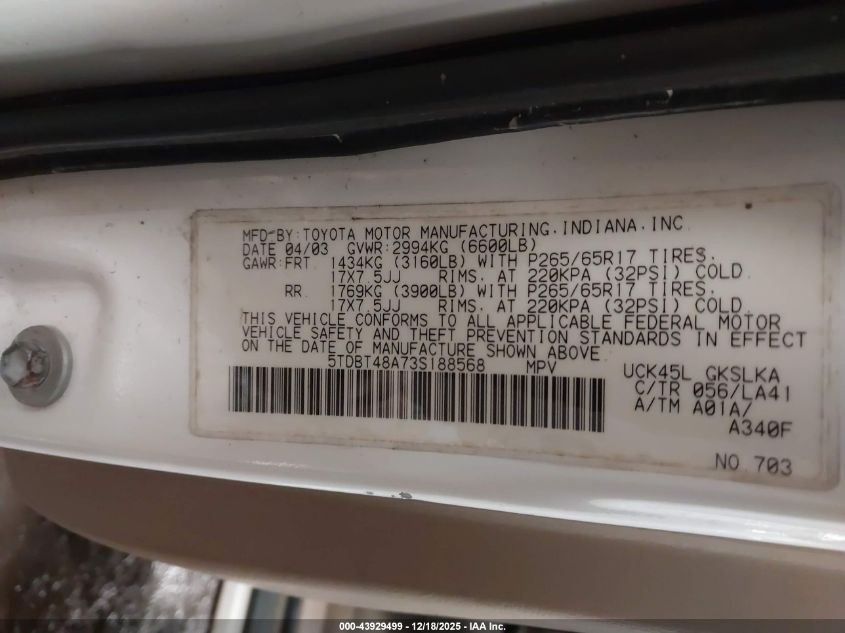 MFD-BY:TOYOTA MOTOR MANUFACTURING.INDIANA.INC
DATE 04/03 GVWR:2994KG (6600LB)
GAWR:FRT 1434KG (3160LB) WITH P265/65R17 TIRES.
17X7.5JJ RIMS. AT 220KPA (32PSI) COLD.
RR 1769KG (3900LB) WITH P265/65R17 TIRES.
17X7.5JJ RIMS. AT 220KPA (32PSI) COLD.
THIS VEHICLE CONFORMS TO ALL APPLICABLE FEDERAL MOTOR
VEHICLE SAFETY AND THEFT PREVENTION STANDARDS IN EFFECT
ON THE DATE OF MANUFACTURE SHOWN ABOVE
5TDBT48A73S188568 MPV
UCK45L GKSLKA
C/TR 056/LA41
A/TM A01A/
A340F
NO. 703
000-43929499 - 12/18/2025 - IAA Inc.